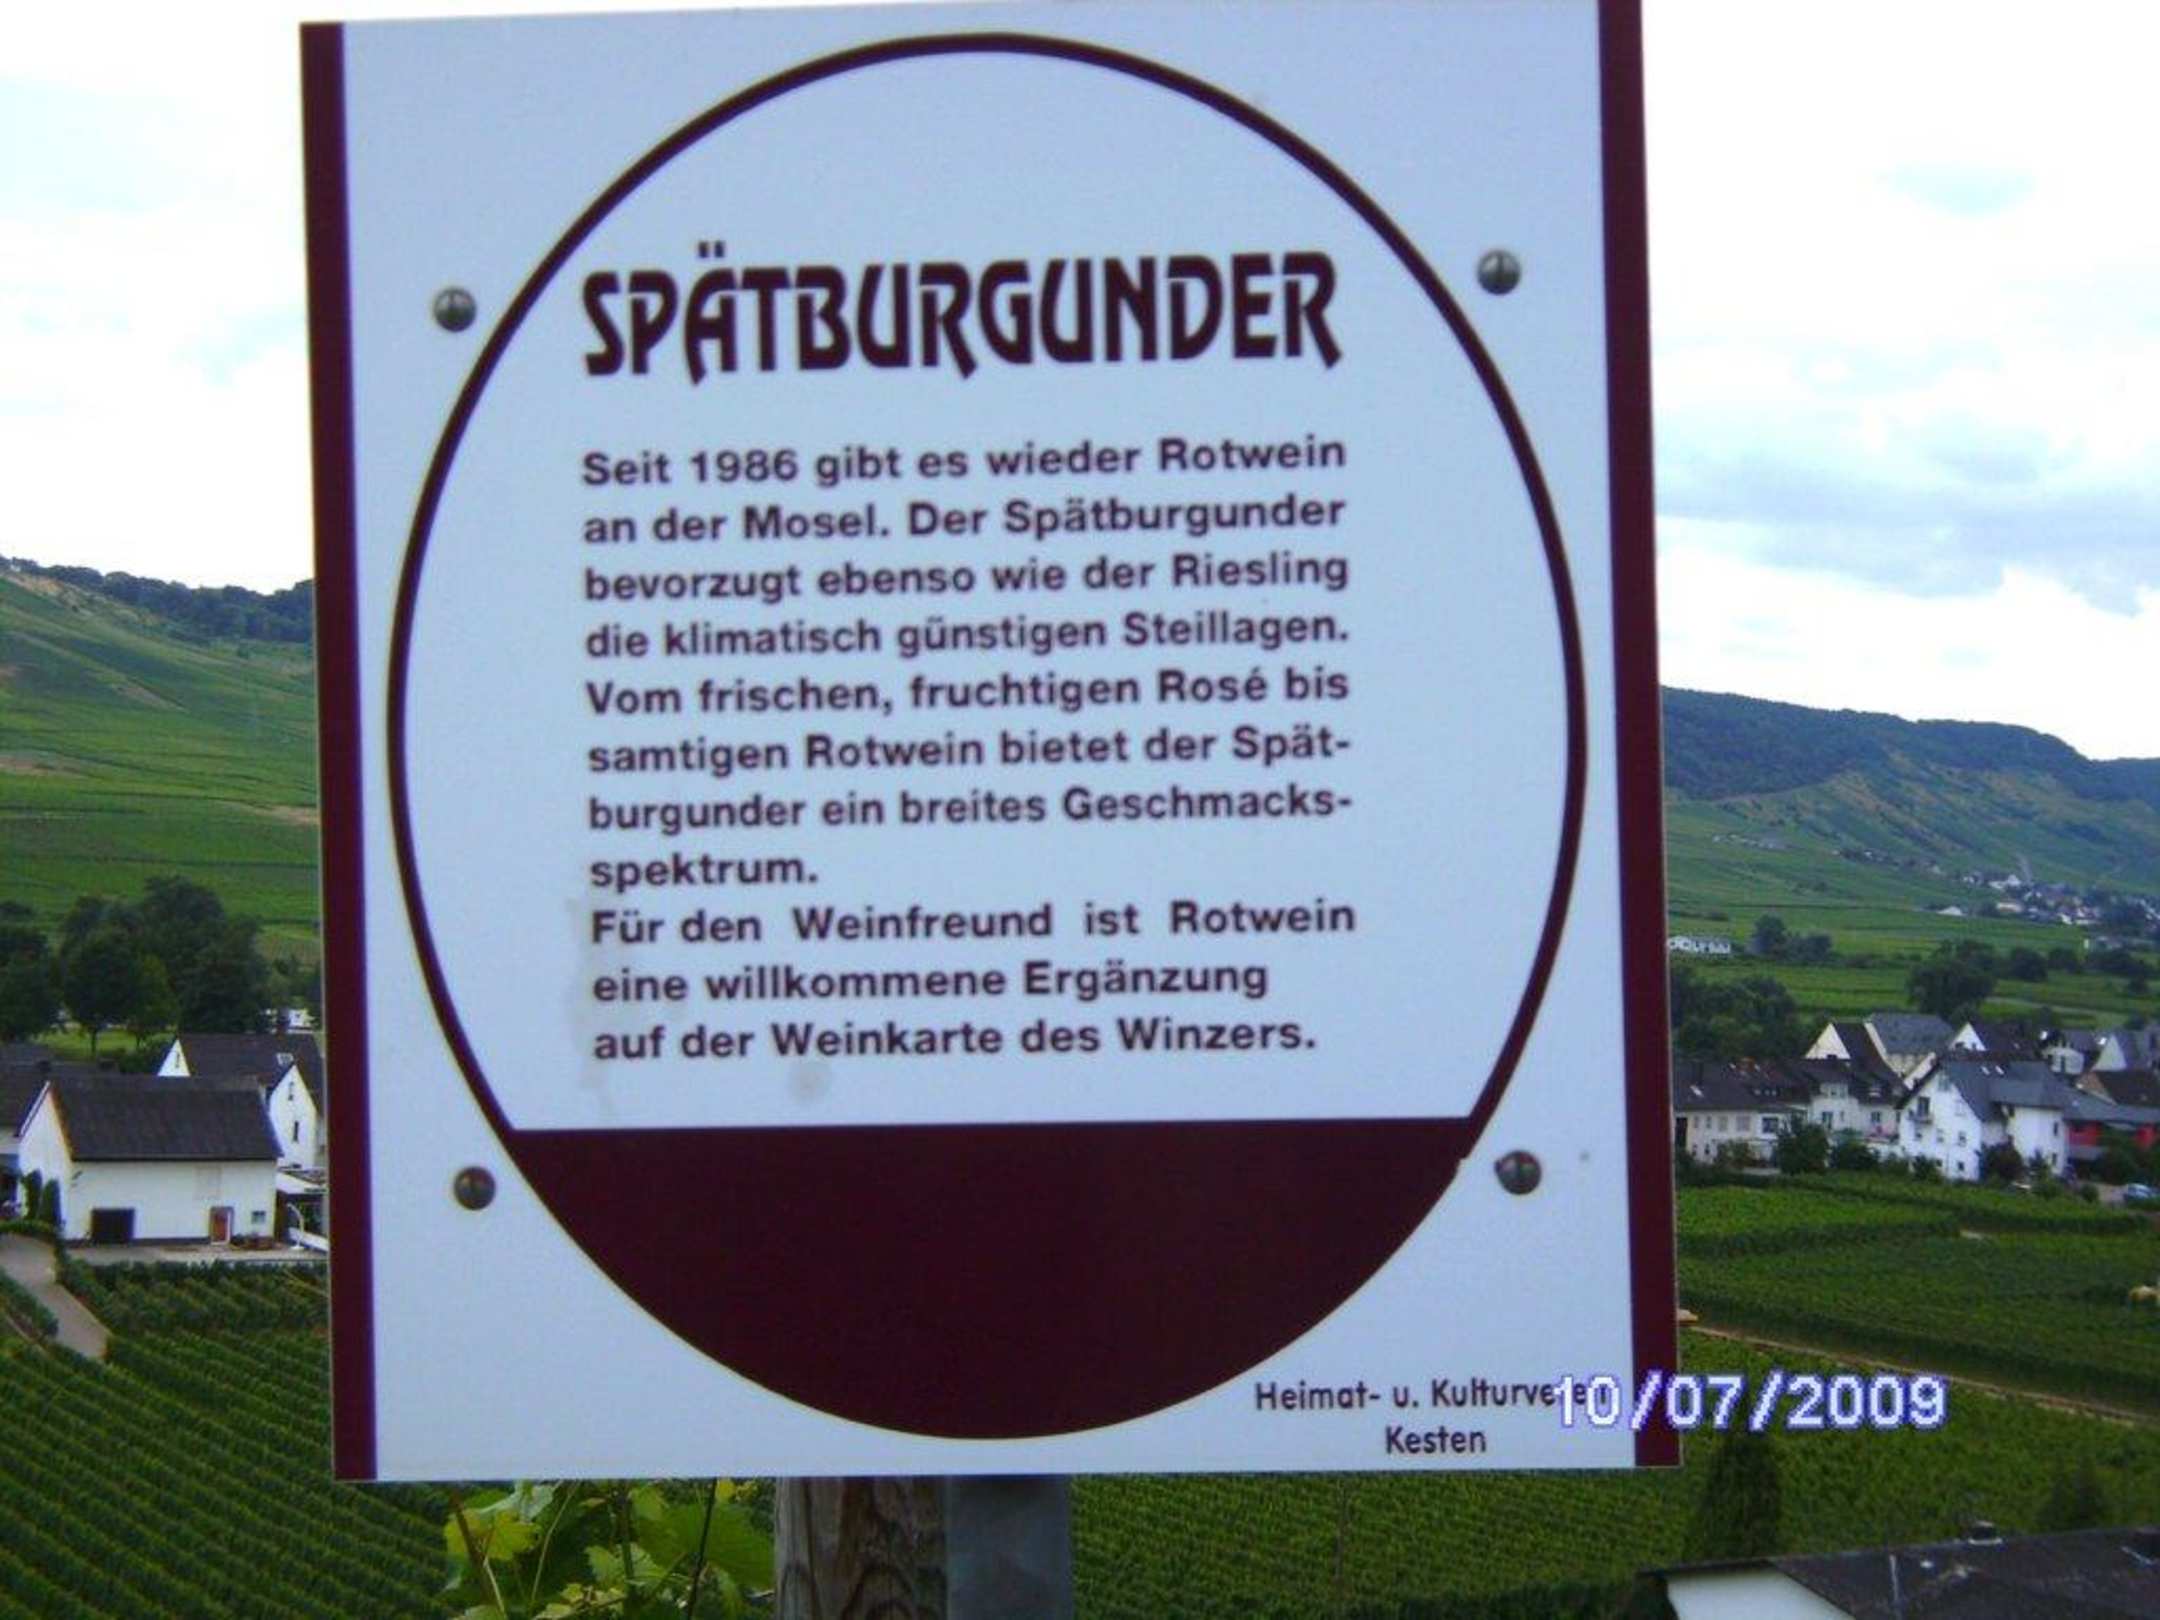 SPÄTBURGUNDER
Seit 1986 gibt es wieder Rotwein
an der Mosel. Der Spätburgunder
bevorzugt ebenso wie der Riesling
die klimatisch günstigen Steillagen.
Vom frischen, fruchtigen Rosé bis
samtigen Rotwein bietet der Spät-
burgunder ein breites Geschmacks-
spektrum.
Für den Weinfreund ist Rotwein
eine willkommene Ergänzung
auf der Weinkarte des Winzers.
Heimat- u. Kulturverein
Kesten
10/07/2009